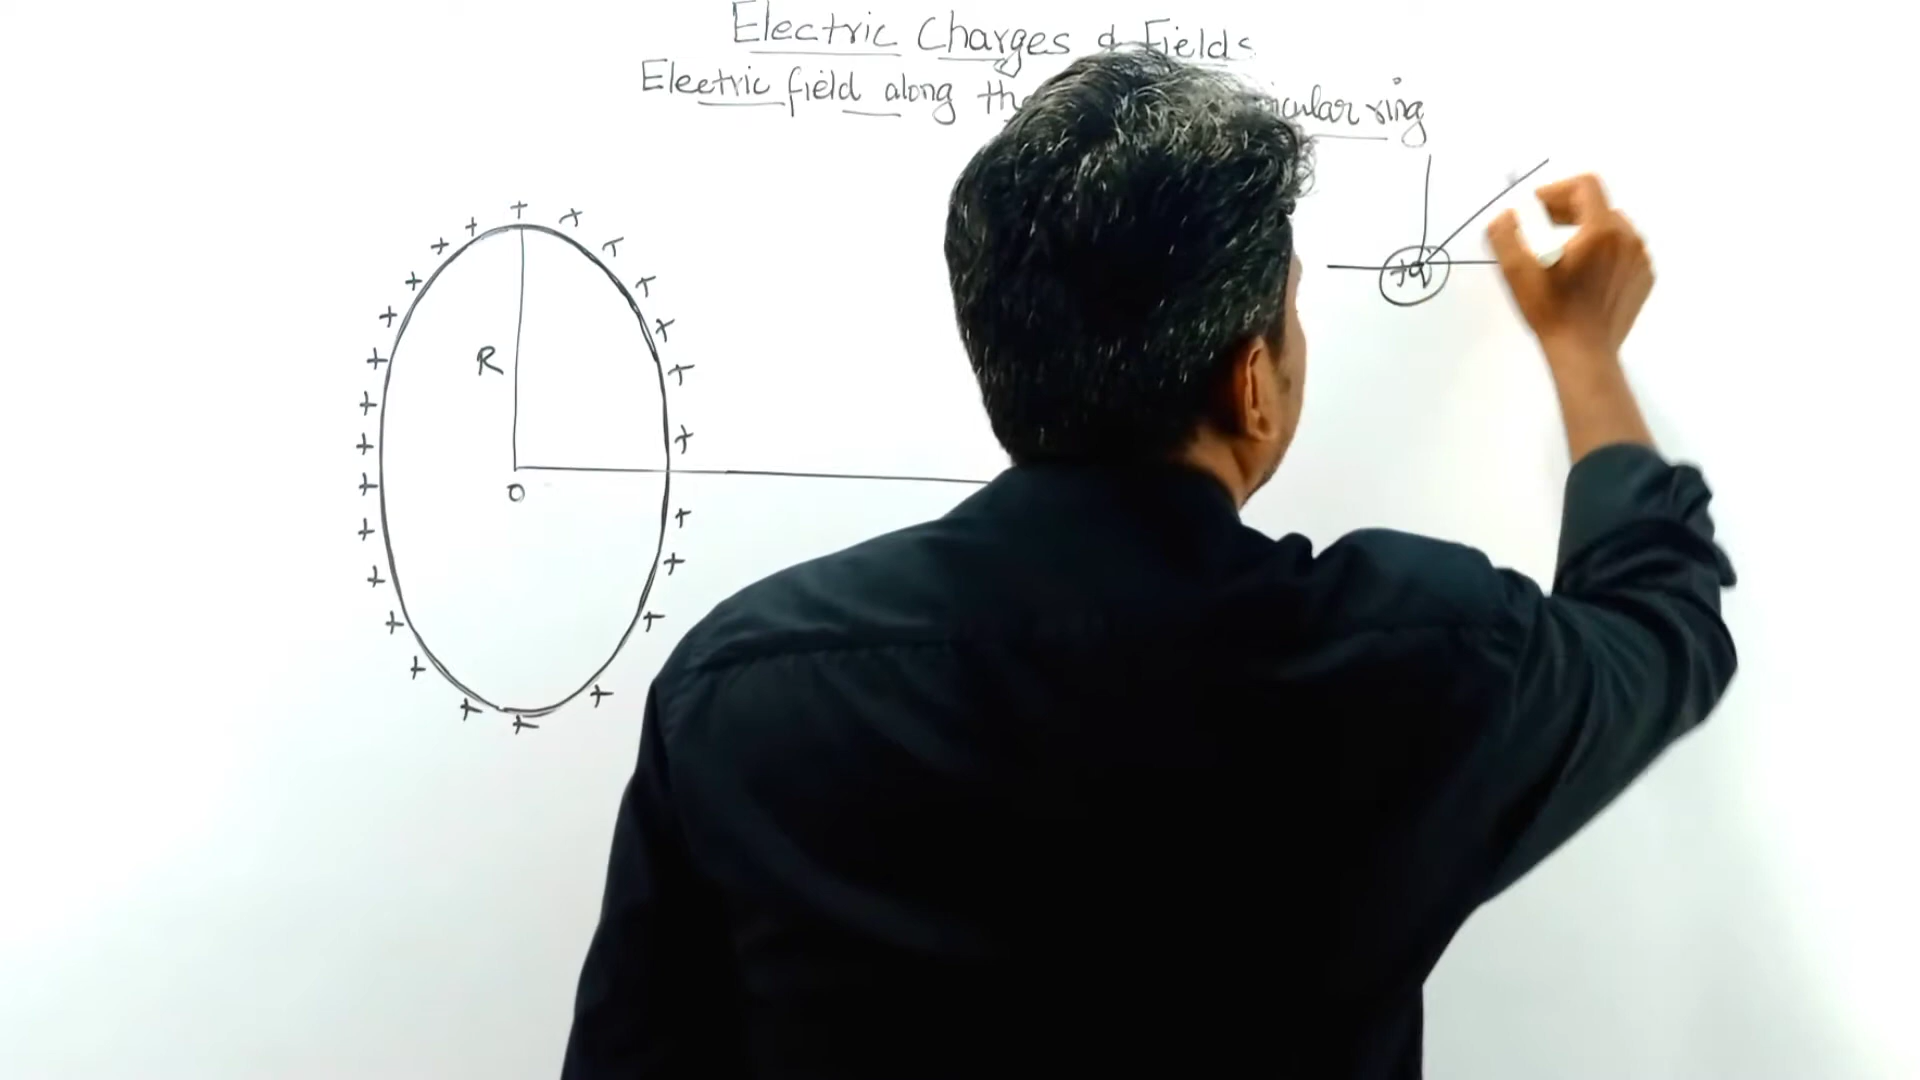 Electric Charges & Fields
Electric field along the icular ring
R
O
+q